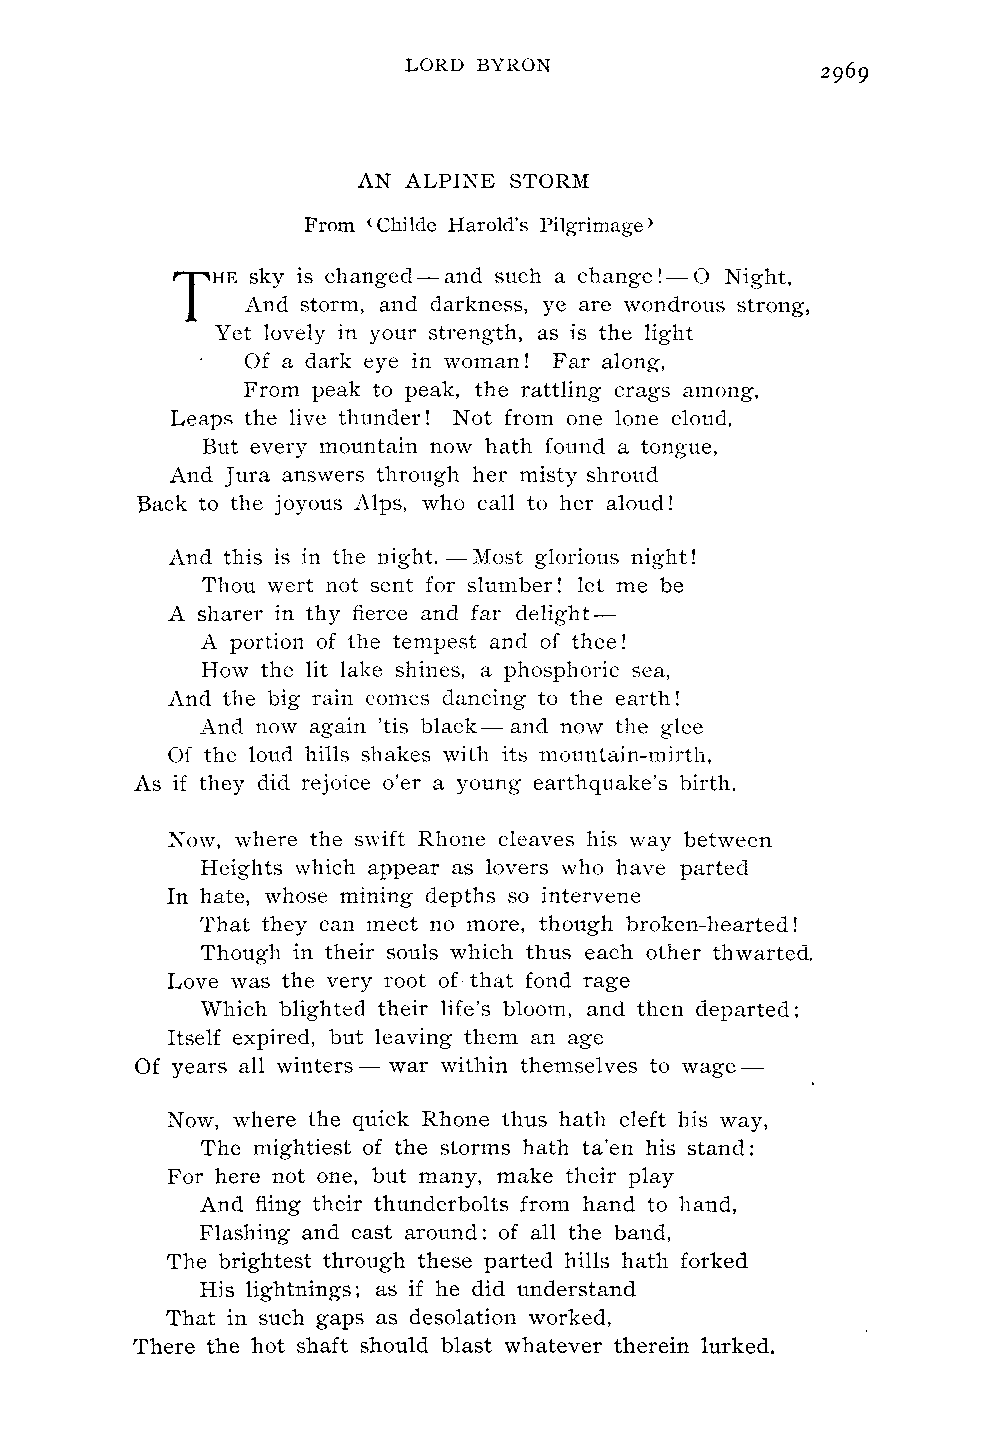 LORD BYRON 2969
AN ALPINE STORM
From ‹Childe Harold's Pilgrimage›
THE sky is changed—and such a change!—O Night,
And storm, and darkness, ye are wondrous strong,
Yet lovely in your strength, as is the light
Of a dark eye in woman! Far along,
From peak to peak, the rattling crags among,
Leaps the live thunder! Not from one lone cloud,
But every mountain now hath found a tongue,
And Jura answers through her misty shroud
Back to the joyous Alps, who call to her aloud!
And this is in the night.—Most glorious night!
Thou wert not sent for slumber! let me be
A sharer in thy fierce and far delight—
A portion of the tempest and of thee!
How the lit lake shines, a phosphoric sea,
And the big rain comes dancing to the earth!
And now again 'tis black—and now the glee
Of the loud hills shakes with its mountain-mirth,
As if they did rejoice o'er a young earthquake's birth.
Now, where the swift Rhone cleaves his way between
Heights which appear as lovers who have parted
In hate, whose mining depths so intervene
That they can meet no more, though broken-hearted!
Though in their souls which thus each other thwarted,
Love was the very root of that fond rage
Which blighted their life's bloom, and then departed;
Itself expired, but leaving them an age
Of years all winters—war within themselves to wage—
Now, where the quick Rhone thus hath cleft his way,
The mightiest of the storms hath ta'en his stand:
For here not one, but many, make their play
And fling their thunderbolts from hand to hand,
Flashing and cast around: of all the band,
The brightest through these parted hills hath forked
His lightnings; as if he did understand
That in such gaps as desolation worked,
There the hot shaft should blast whatever therein lurked.